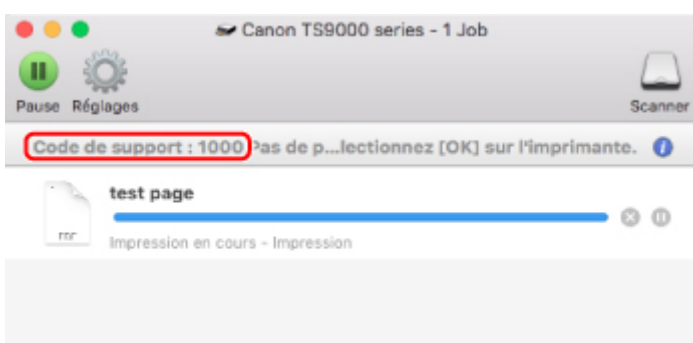 Canon TS9000 series - 1 Job
Pause Réglages Scanner
Code de support : 1000 Pas de p...lectionnez [OK] sur l'imprimante.
test page
Impression en cours - Impression